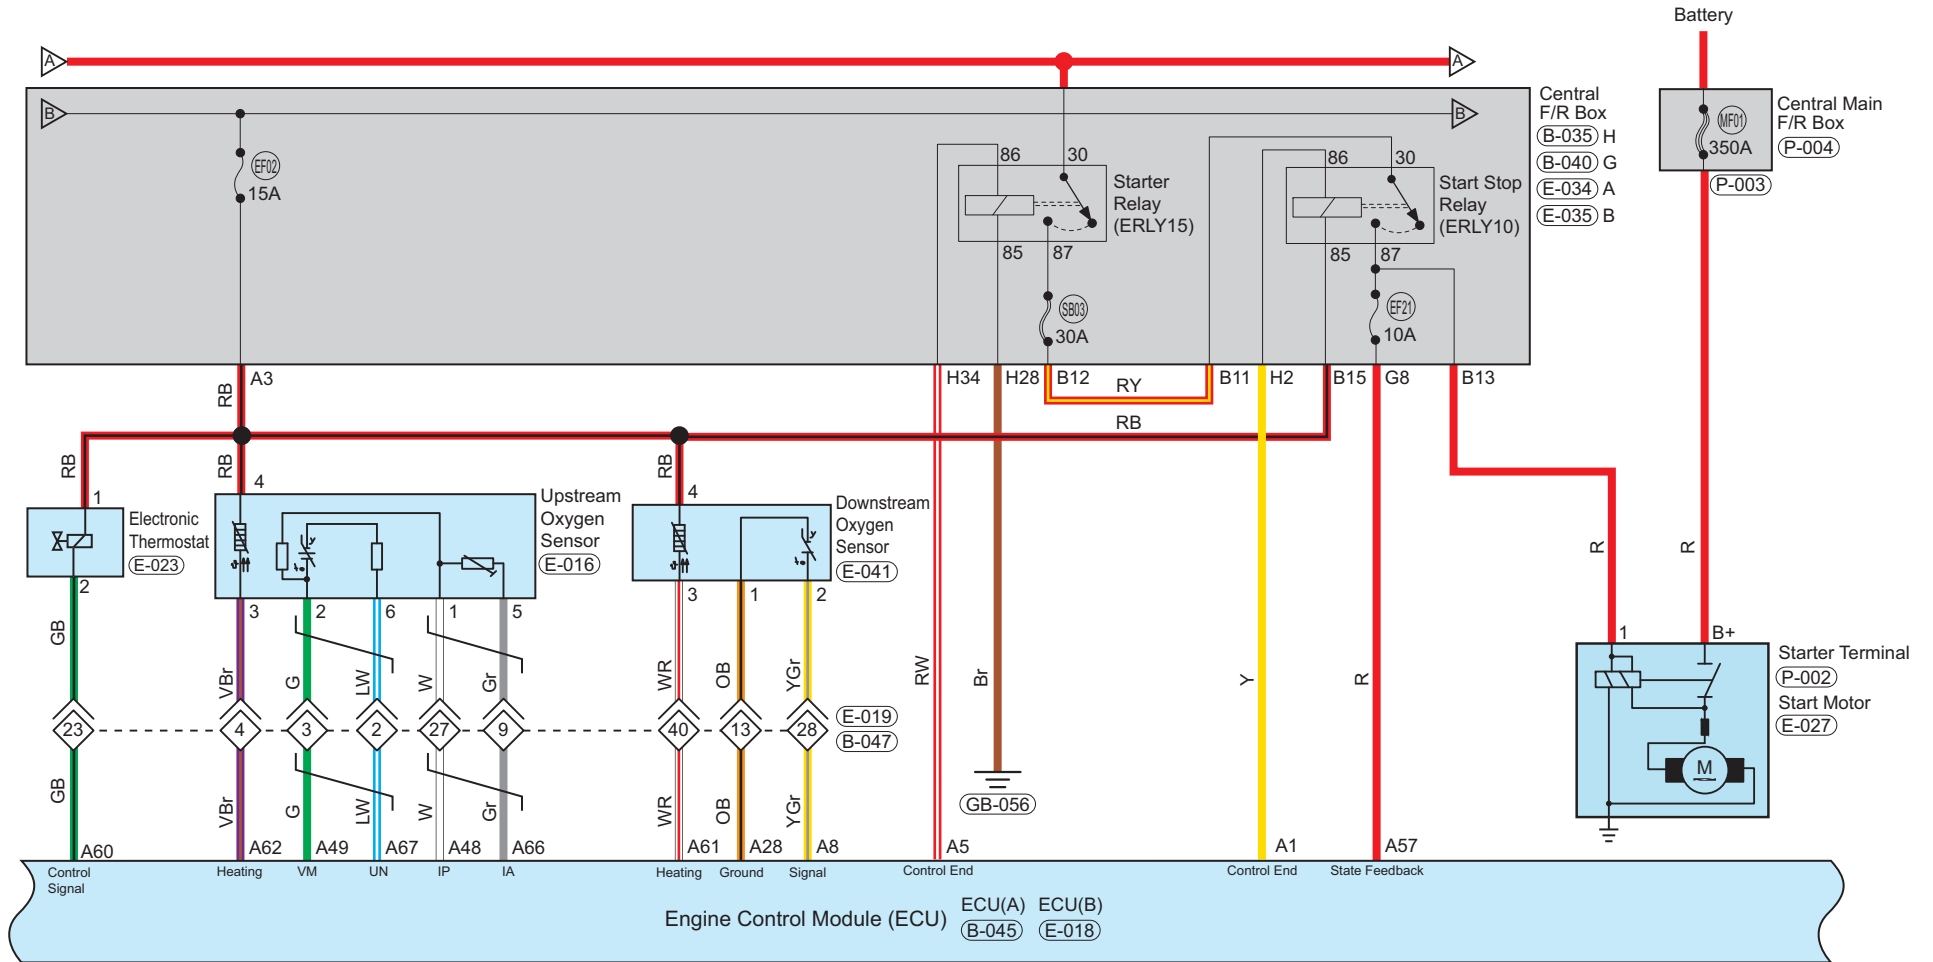 Battery
A
A
B
B
Central
F/R Box
B-035 H
B-040 G
E-034 A
E-035 B
MF01
350A
Central Main
F/R Box
P-004
P-003
EF02
15A
86
30
Starter
Relay
(ERLY15)
85
87
SB03
30A
86
30
Start Stop
Relay
(ERLY10)
85
87
EF21
10A
A3
H34
H28
B12
RY
B11
H2
B15
G8
B13
RB
RB
RB
RB
RB
1
4
4
Electronic
Thermostat
E-023
2
Upstream
Oxygen
Sensor
E-016
3
2
6
1
5
Downstream
Oxygen
Sensor
E-041
3
1
2
R
R
1
B+
Starter Terminal
P-002
Start Motor
E-027
M
GB
VBr
G
LW
W
Gr
WR
OB
YGr
RW
Br
Y
R
23
4
3
2
27
9
40
13
28
E-019
B-047
GB-056
GB
VBr
G
LW
W
Gr
WR
OB
YGr
A60
A62
A49
A67
A48
A66
A61
A28
A8
A5
A1
A57
Control
Signal
Heating
VM
UN
IP
IA
Heating
Ground
Signal
Control End
Control End
State Feedback
Engine Control Module (ECU)
ECU(A) ECU(B)
B-045 E-018